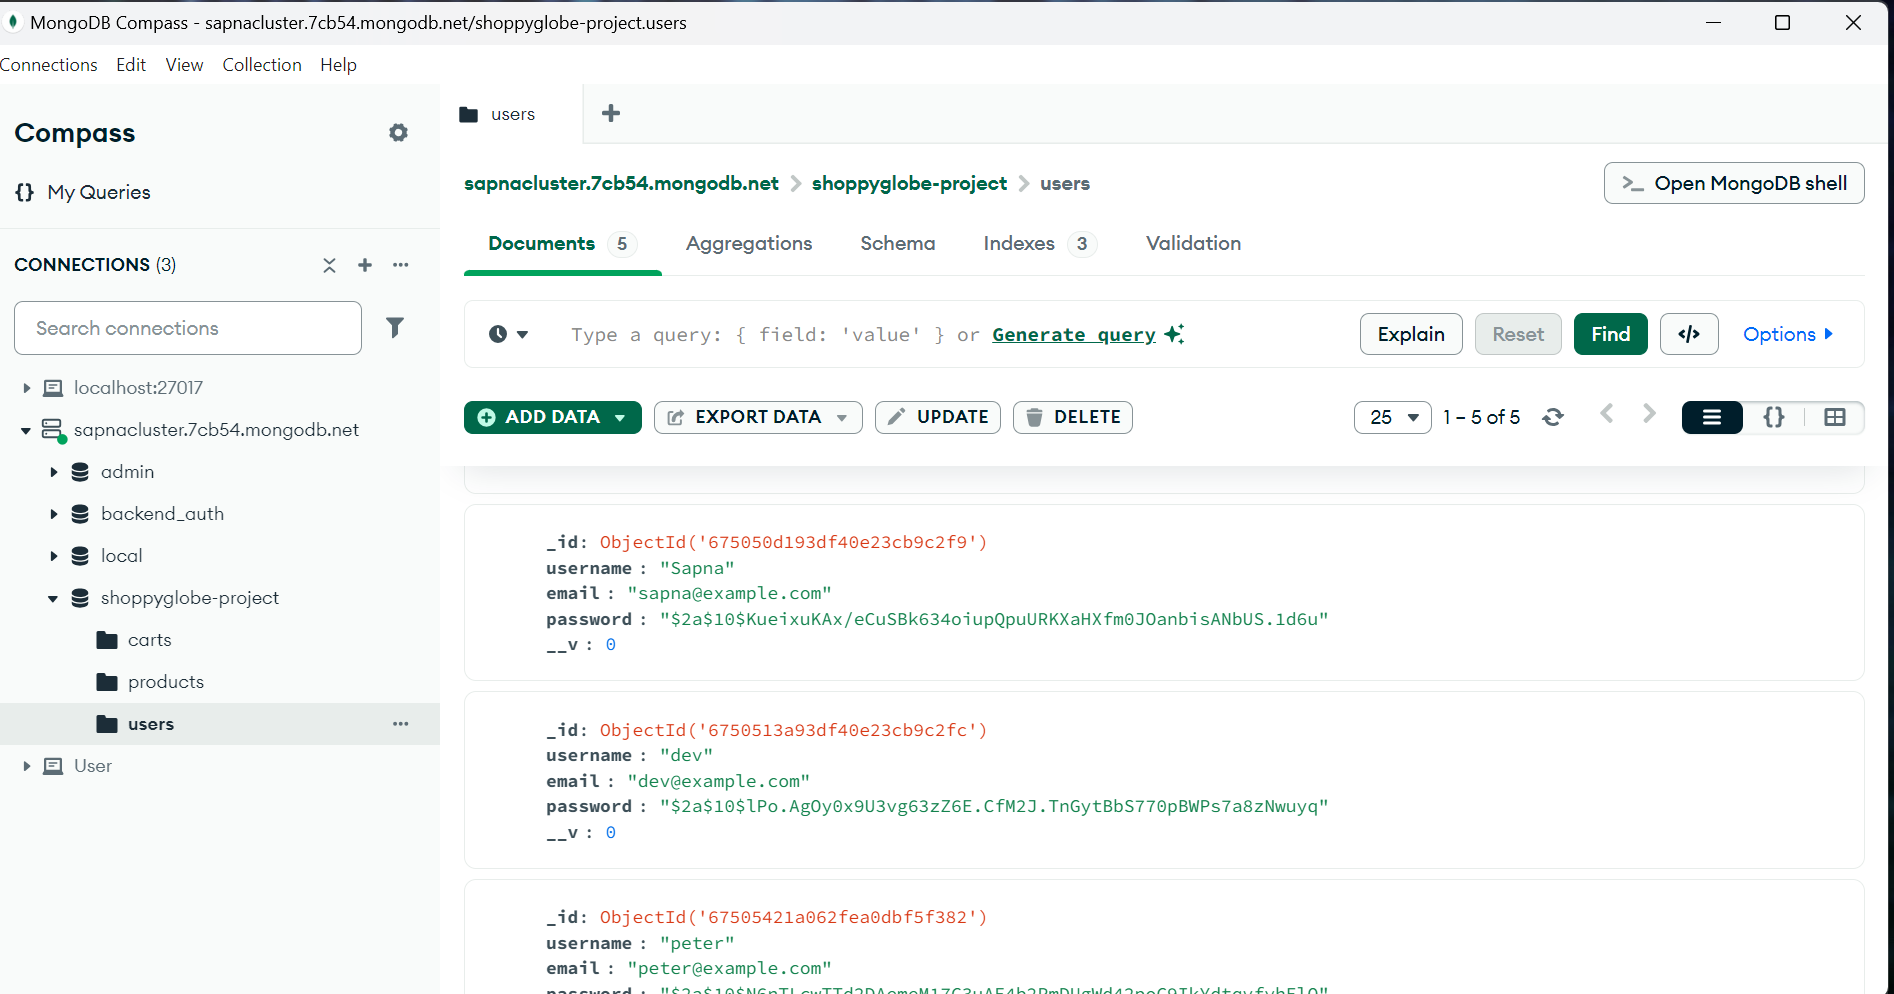 MongoDB Compass - sapnacluster.7cb54.mongodb.net/shoppyglobe-project.users
Connections Edit View Collection Help
Compass
{} My Queries
CONNECTIONS (3)
Search connections
localhost:27017
sapnacluster.7cb54.mongodb.net
admin
backend_auth
local
shoppyglobe-project
carts
products
users
User
users
sapnacluster.7cb54.mongodb.net > shoppyglobe-project > users
>_ Open MongoDB shell
Documents 5 Aggregations Schema Indexes 3 Validation
Type a query: { field: 'value' } or Generate query
Explain Reset Find </> Options
ADD DATA EXPORT DATA UPDATE DELETE
25 1 – 5 of 5 {}
_id: ObjectId('675050d193df40e23cb9c2f9')
username : "Sapna"
email : "sapna@example.com"
password : "$2a$10$KueixuKAx/eCuSBk634oiupQpuURKXaHXfm0JOanbisANbUS.1d6u"
__v : 0
_id: ObjectId('6750513a93df40e23cb9c2fc')
username : "dev"
email : "dev@example.com"
password : "$2a$10$lPo.AgOy0x9U3vg63zZ6E.CfM2J.TnGytBbS770pBWPs7a8zNwuyq"
__v : 0
_id: ObjectId('67505421a062fea0dbf5f382')
username : "peter"
email : "peter@example.com"
password :